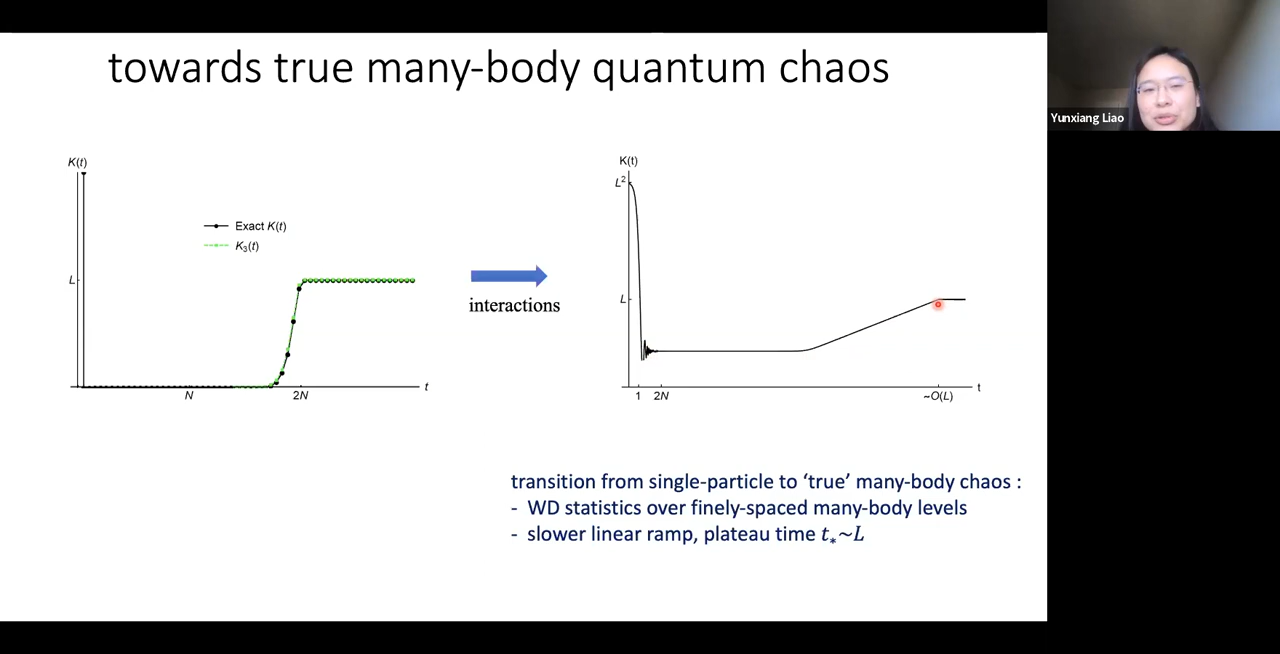 towards true many-body quantum chaos
Yunxiang Liao
K(t)
Exact K(t)
K₃(t)
L
N
2N
t
interactions
K(t)
L²
L
1
2N
~O(L)
t
transition from single-particle to ‘true’ many-body chaos :
- WD statistics over finely-spaced many-body levels
- slower linear ramp, plateau time t∗~L